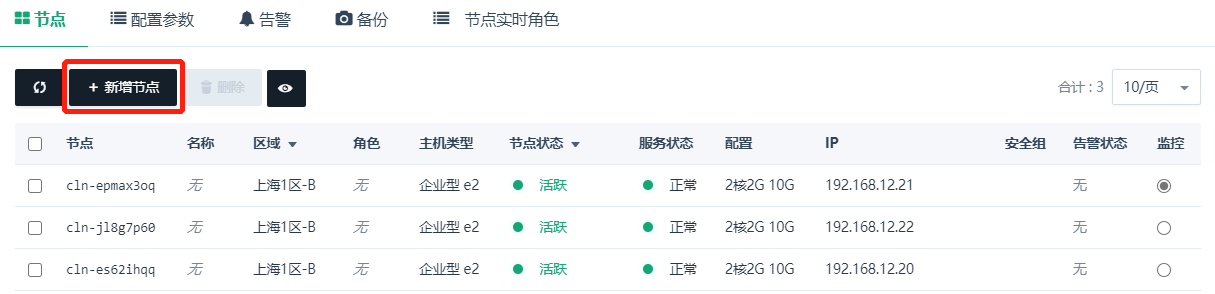 节点 配置参数 告警 备份 节点实时角色
+ 新增节点 删除 合计 : 3 10/页
节点 名称 区域 角色 主机类型 节点状态 服务状态 配置 IP 安全组 告警状态 监控
cln-epmax3oq 无 上海1区-B 无 企业型 e2 活跃 正常 2核2G 10G 192.168.12.21 无
cln-jl8g7p60 无 上海1区-B 无 企业型 e2 活跃 正常 2核2G 10G 192.168.12.22 无
cln-es62ihqq 无 上海1区-B 无 企业型 e2 活跃 正常 2核2G 10G 192.168.12.20 无